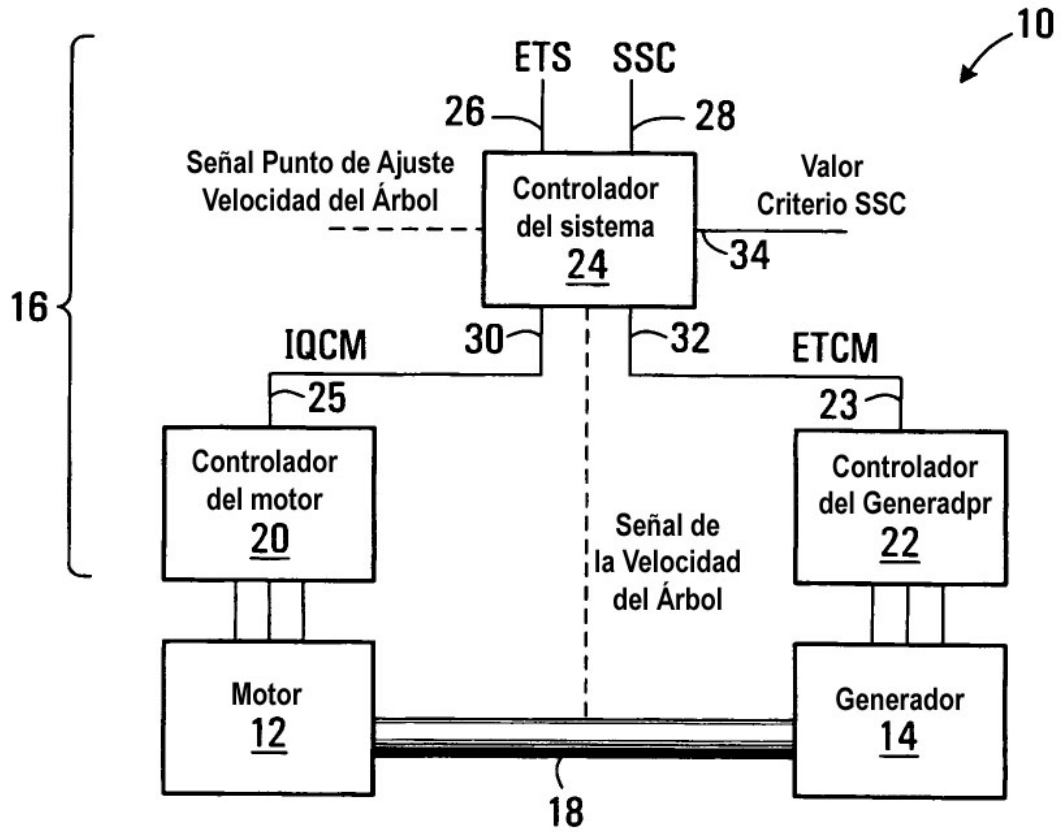 10
ETS SSC
26 28
Señal Punto de Ajuste
Velocidad del Árbol
Controlador
del sistema
24
Valor
Criterio SSC
34
16
30 32
IQCM ETCM
25 23
Controlador
del motor
20
Controlador
del Generadpr
22
Señal de
la Velocidad
del Árbol
Motor
12
Generador
14
18